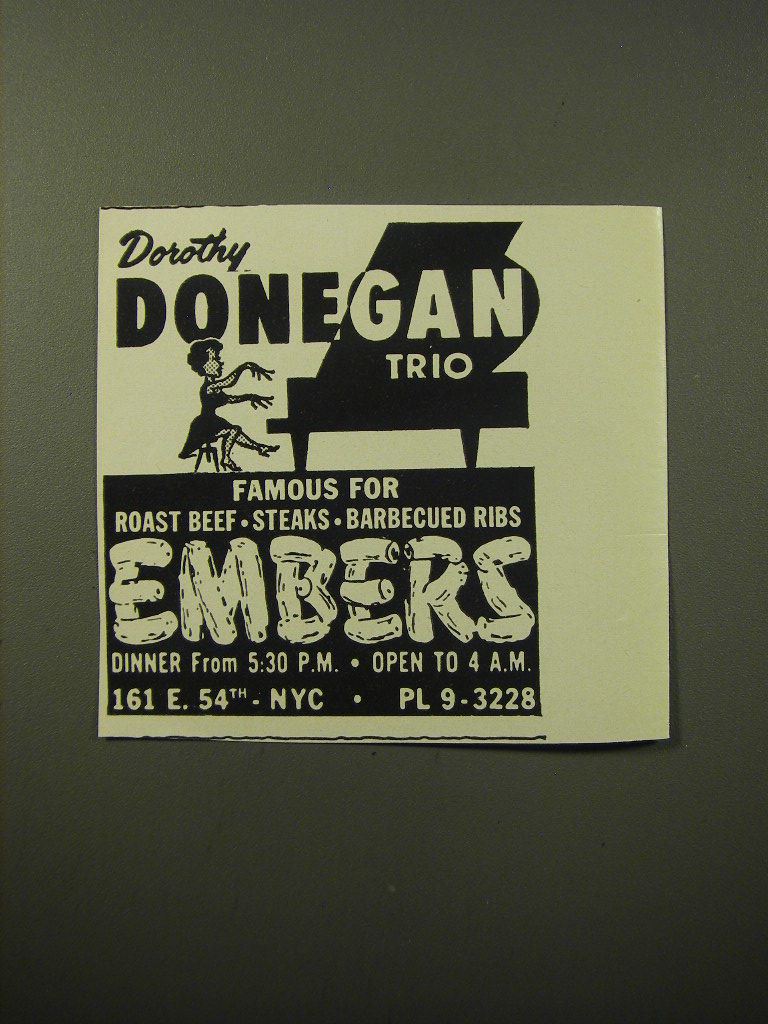 Dorothy
DONEGAN
TRIO
FAMOUS FOR
ROAST BEEF • STEAKS • BARBECUED RIBS
EMBERS
DINNER From 5:30 P.M. • OPEN TO 4 A.M.
161 E. 54TH - NYC • PL 9-3228